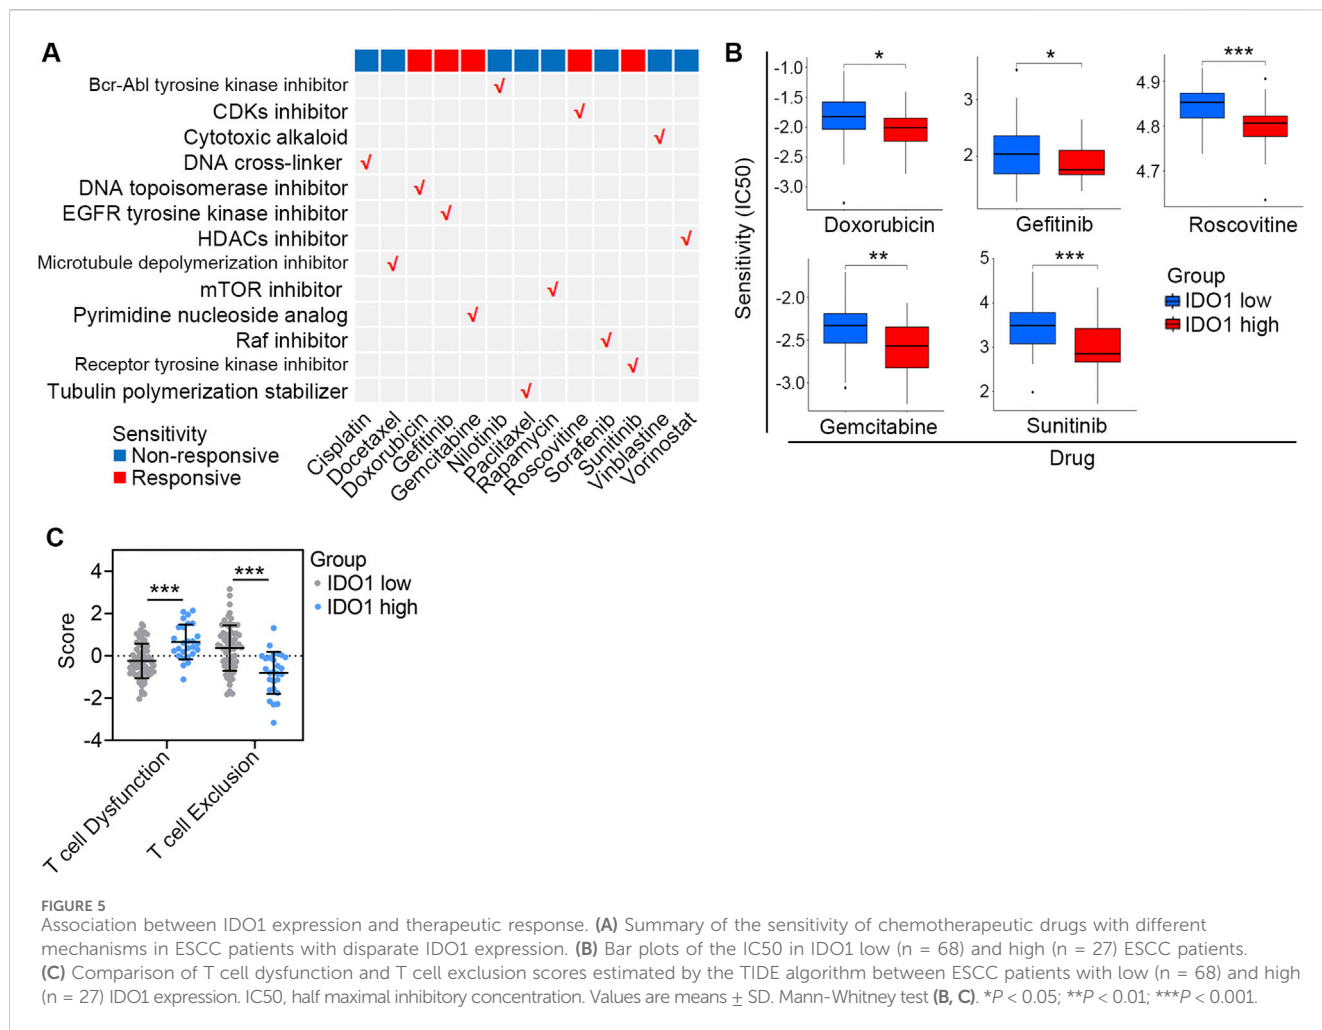 A
Bcr-Abl tyrosine kinase inhibitor
CDKs inhibitor
Cytotoxic alkaloid
DNA cross-linker
DNA topoisomerase inhibitor
EGFR tyrosine kinase inhibitor
HDACs inhibitor
Microtubule depolymerization inhibitor
mTOR inhibitor
Pyrimidine nucleoside analog
Raf inhibitor
Receptor tyrosine kinase inhibitor
Tubulin polymerization stabilizer
√
√
√
√
√
√
√
√
√
√
√
√
√
Cisplatin
Docetaxel
Doxorubicin
Gefitinib
Gemcitabine
Nilotinib
Paclitaxel
Rapamycin
Roscovitine
Sorafenib
Sunitinib
Vinblastine
Vorinostat
Sensitivity
Non-responsive
Responsive
B
Sensitivity (IC50)
*
-1.0
-1.5
-2.0
-2.5
-3.0
Doxorubicin
*
3
2
Gefitinib
***
4.9
4.8
4.7
Roscovitine
**
-2.0
-2.5
-3.0
Gemcitabine
***
5
4
3
2
Sunitinib
Group
IDO1 low
IDO1 high
Drug
C
Score
4
2
0
-2
-4
***
***
T cell Dysfunction
T cell Exclusion
Group
IDO1 low
IDO1 high
FIGURE 5
Association between IDO1 expression and therapeutic response. (A) Summary of the sensitivity of chemotherapeutic drugs with different
mechanisms in ESCC patients with disparate IDO1 expression. (B) Bar plots of the IC50 in IDO1 low (n = 68) and high (n = 27) ESCC patients.
(C) Comparison of T cell dysfunction and T cell exclusion scores estimated by the TIDE algorithm between ESCC patients with low (n = 68) and high
(n = 27) IDO1 expression. IC50, half maximal inhibitory concentration. Values are means ± SD. Mann-Whitney test (B, C). *P < 0.05; **P < 0.01; ***P < 0.001.